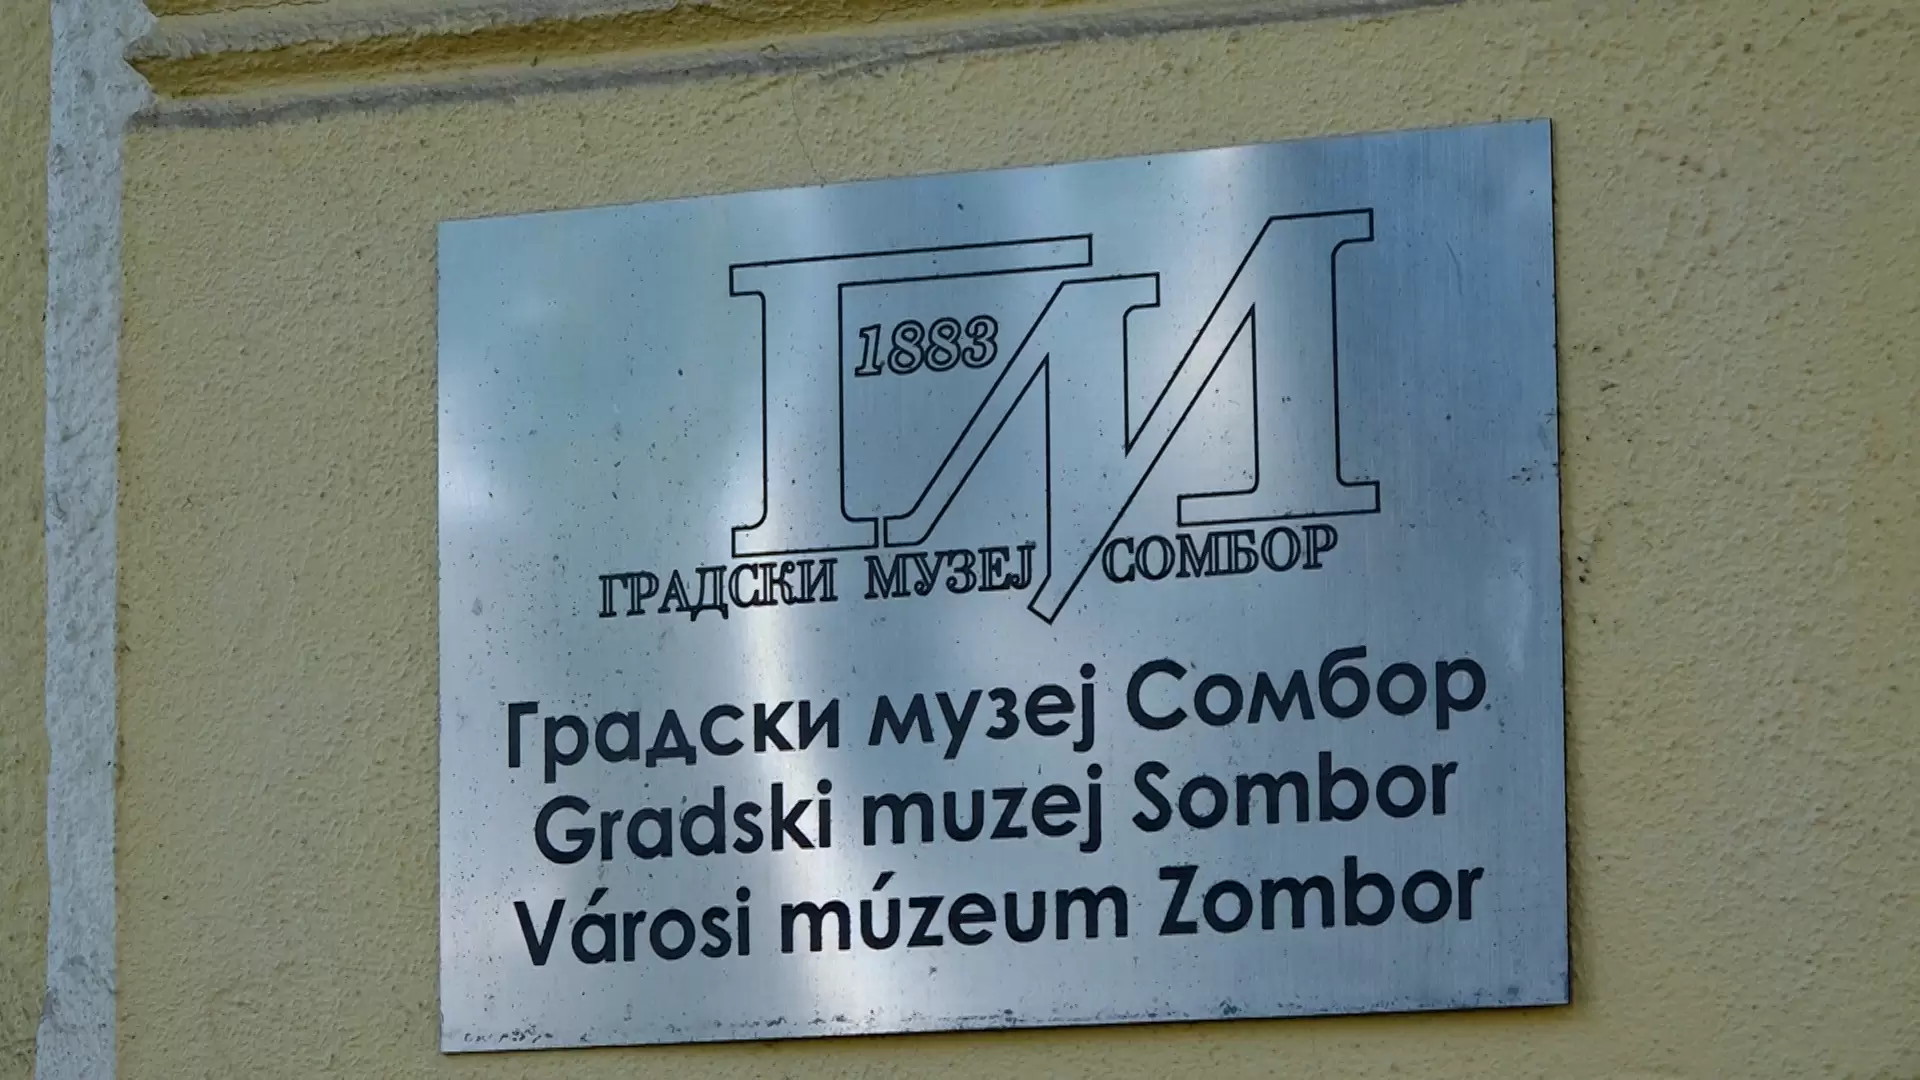 ГМ
1883
ГРАДСКИ МУЗЕЈ СОМБОР
Градски музеј Сомбор
Gradski muzej Sombor
Városi múzeum Zombor